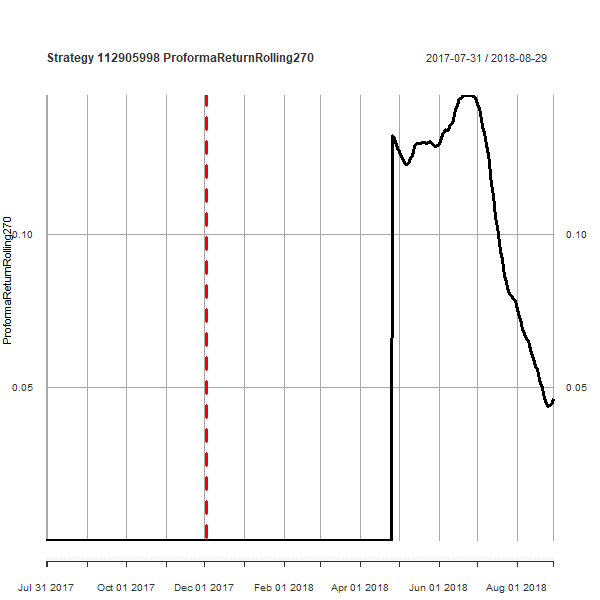 Strategy 112905998 ProformaReturnRolling270
2017-07-31 / 2018-08-29
ProformaReturnRolling270
0.10
0.10
0.05
0.05
Jul 31 2017
Oct 01 2017
Dec 01 2017
Feb 01 2018
Apr 01 2018
Jun 01 2018
Aug 01 2018